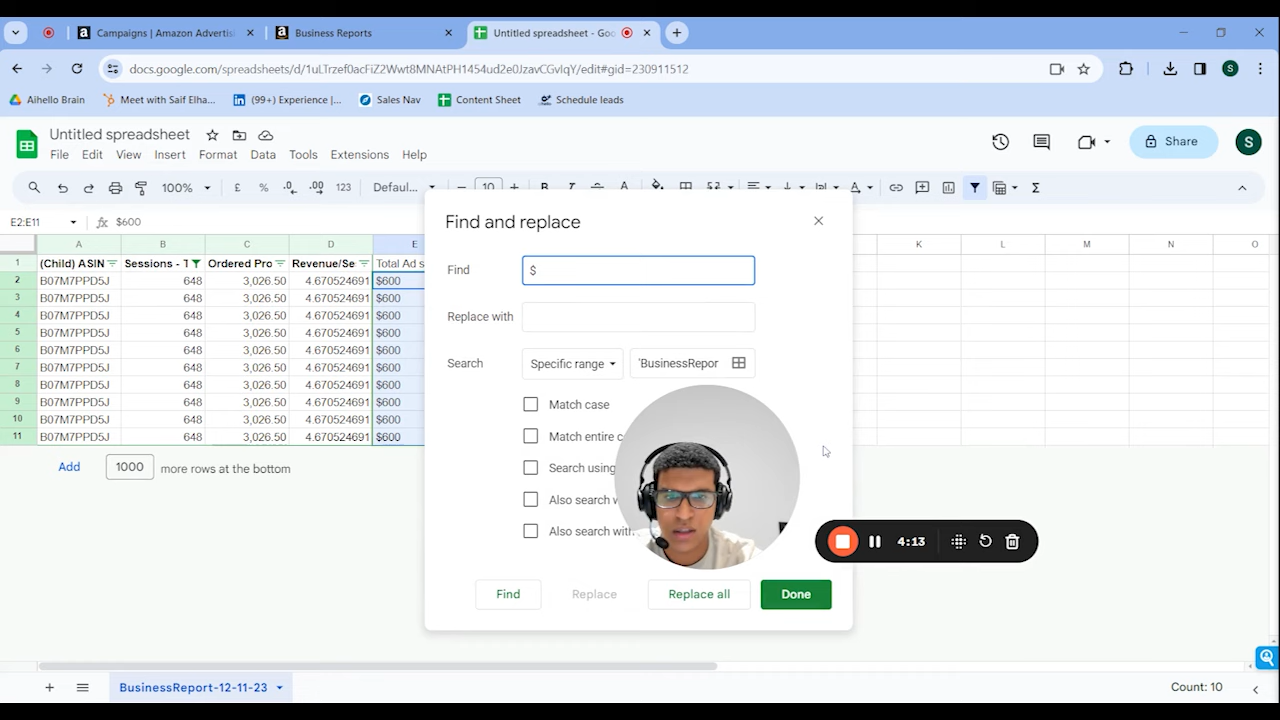 Campaigns | Amazon Advertisi
Business Reports
Untitled spreadsheet - Goo
docs.google.com/spreadsheets/d/1uLTrzef0acFiZ2Wwt8MNAtPH1454ud2e0JzavCGvIqY/edit#gid=230911512
S
Aihello Brain
Meet with Saif Elha...
(99+) Experience |...
Sales Nav
Content Sheet
Schedule leads
Untitled spreadsheet
File Edit View Insert Format Data Tools Extensions Help
Share
S
100% £ % .0 .00 123 Defaul... 10 B I A Σ
E2:E11 fx $600
A B C D E K L M N O
1 (Child) ASIN Sessions - T Ordered Pro Revenue/Se Total Ad s
2 B07M7PPD5J 648 3,026.50 4.670524691 $600
3 B07M7PPD5J 648 3,026.50 4.670524691 $600
4 B07M7PPD5J 648 3,026.50 4.670524691 $600
5 B07M7PPD5J 648 3,026.50 4.670524691 $600
6 B07M7PPD5J 648 3,026.50 4.670524691 $600
7 B07M7PPD5J 648 3,026.50 4.670524691 $600
8 B07M7PPD5J 648 3,026.50 4.670524691 $600
9 B07M7PPD5J 648 3,026.50 4.670524691 $600
10 B07M7PPD5J 648 3,026.50 4.670524691 $600
11 B07M7PPD5J 648 3,026.50 4.670524691 $600
Add 1000 more rows at the bottom
Find and replace
Find $
Replace with
Search Specific range 'BusinessRepor
Match case
Match entire c
Search using
Also search w
Also search with
Find Replace Replace all Done
4:13
BusinessReport-12-11-23
Count: 10